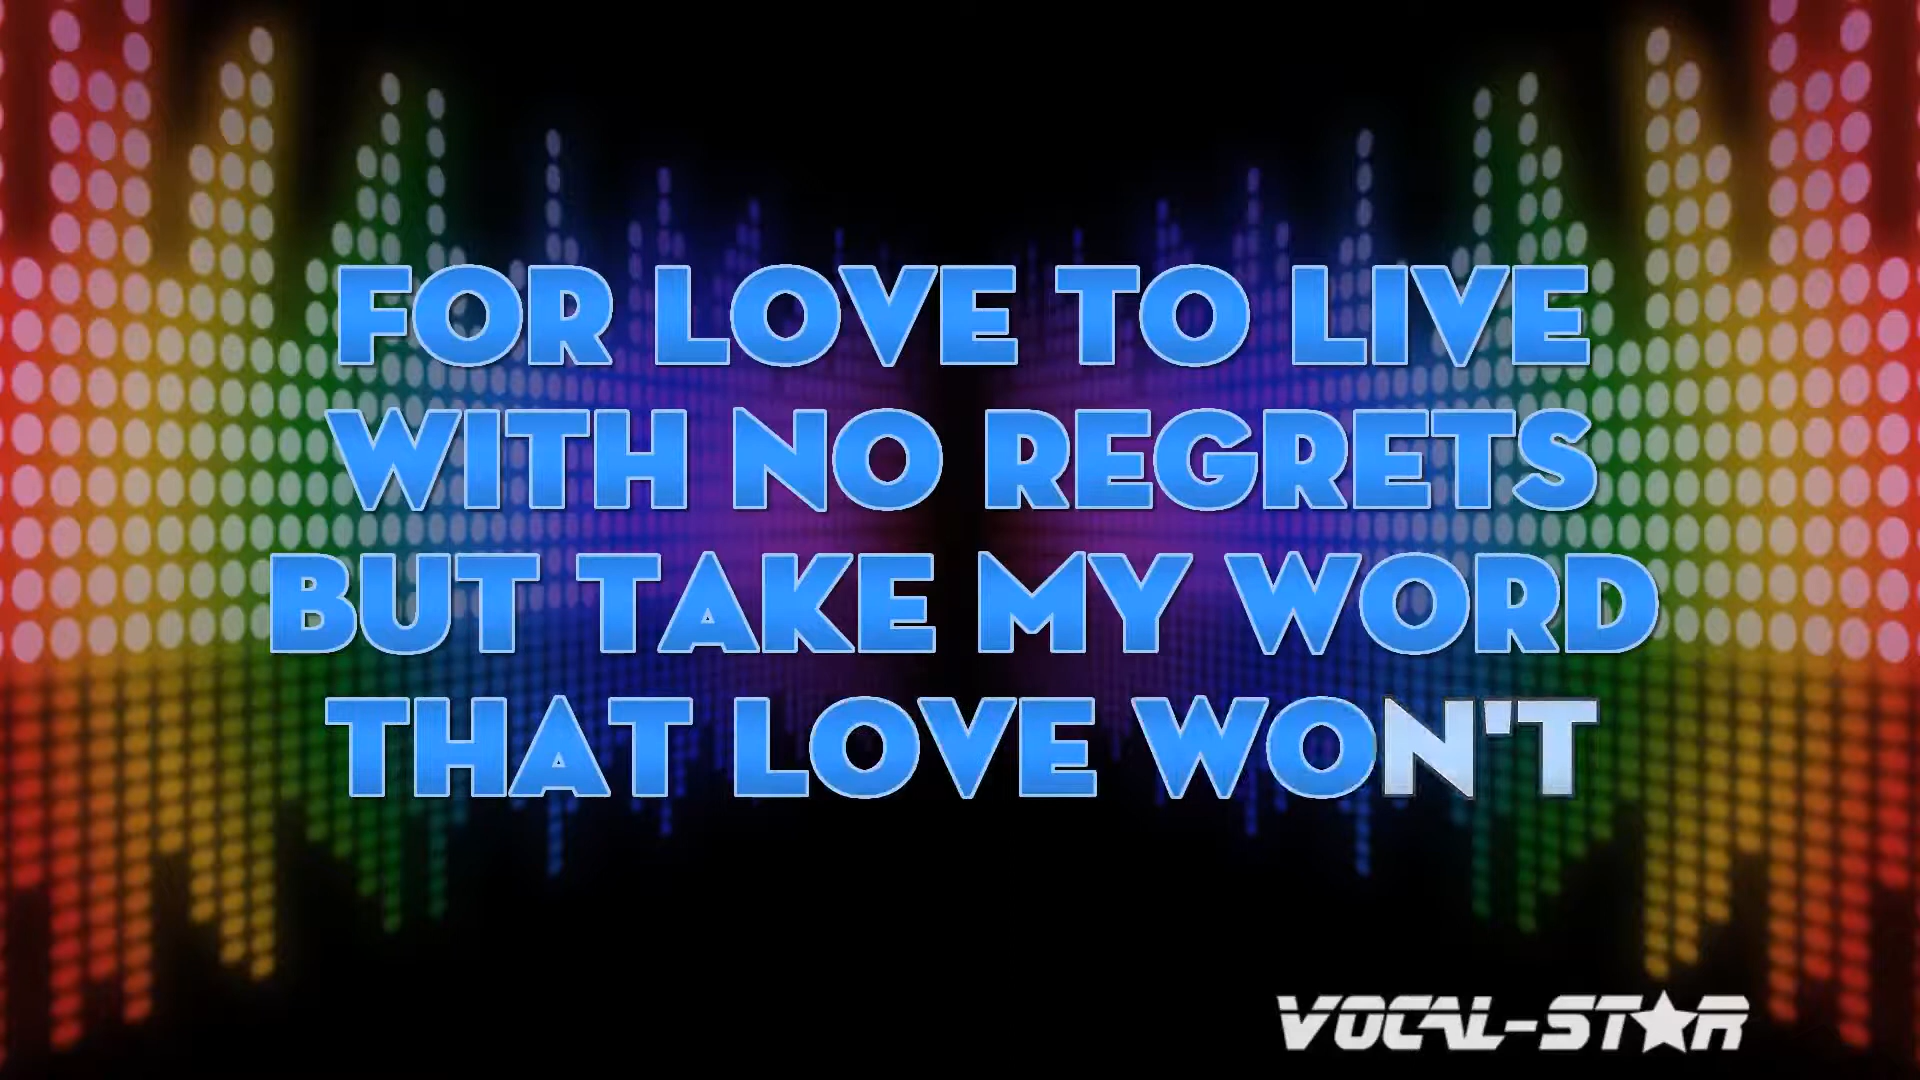 FOR LOVE TO LIVE
WITH NO REGRETS
BUT TAKE MY WORD
THAT LOVE WON'T
VOCAL-STAR